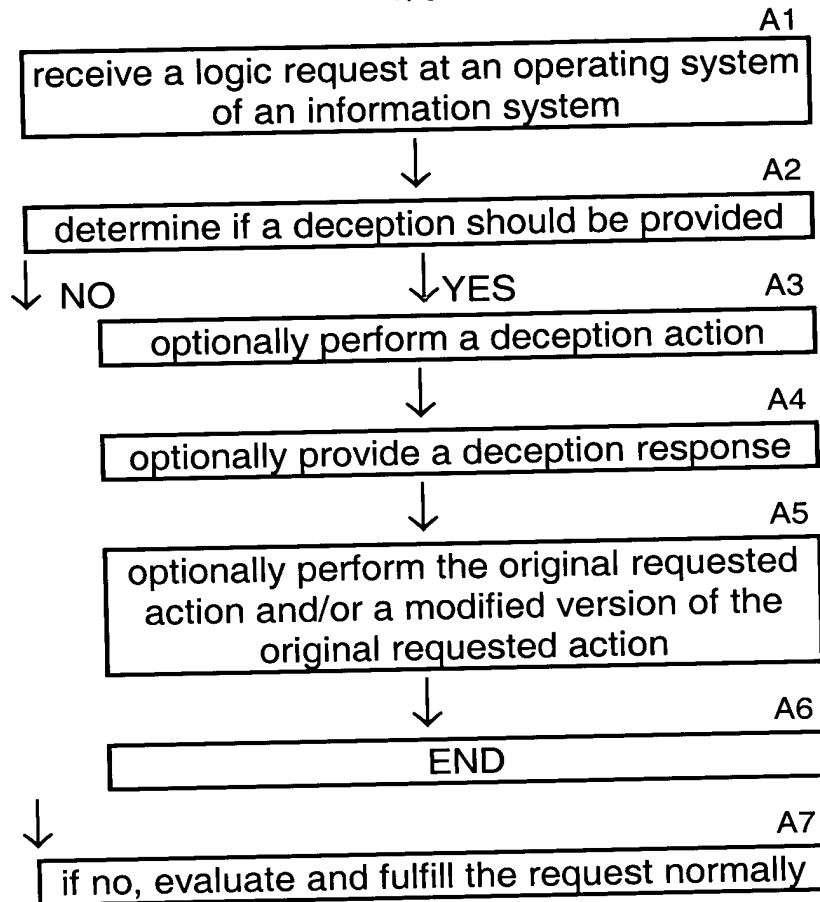 A1
receive a logic request at an operating system
of an information system
A2
determine if a deception should be provided
NO
YES
A3
optionally perform a deception action
A4
optionally provide a deception response
A5
optionally perform the original requested
action and/or a modified version of the
original requested action
A6
END
A7
if no, evaluate and fulfill the request normally